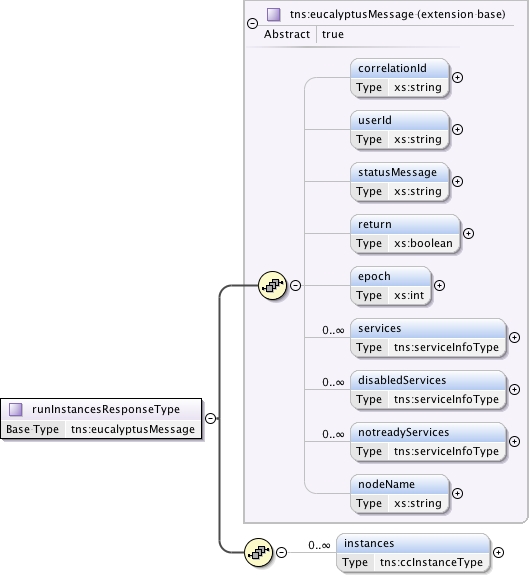 tns:eucalyptusMessage (extension base)
Abstract true
correlationId
Type xs:string
userId
Type xs:string
statusMessage
Type xs:string
return
Type xs:boolean
epoch
Type xs:int
0..∞ services
Type tns:serviceInfoType
0..∞ disabledServices
Type tns:serviceInfoType
0..∞ notreadyServices
Type tns:serviceInfoType
nodeName
Type xs:string
runInstancesResponseType
Base Type tns:eucalyptusMessage
0..∞ instances
Type tns:ccInstanceType